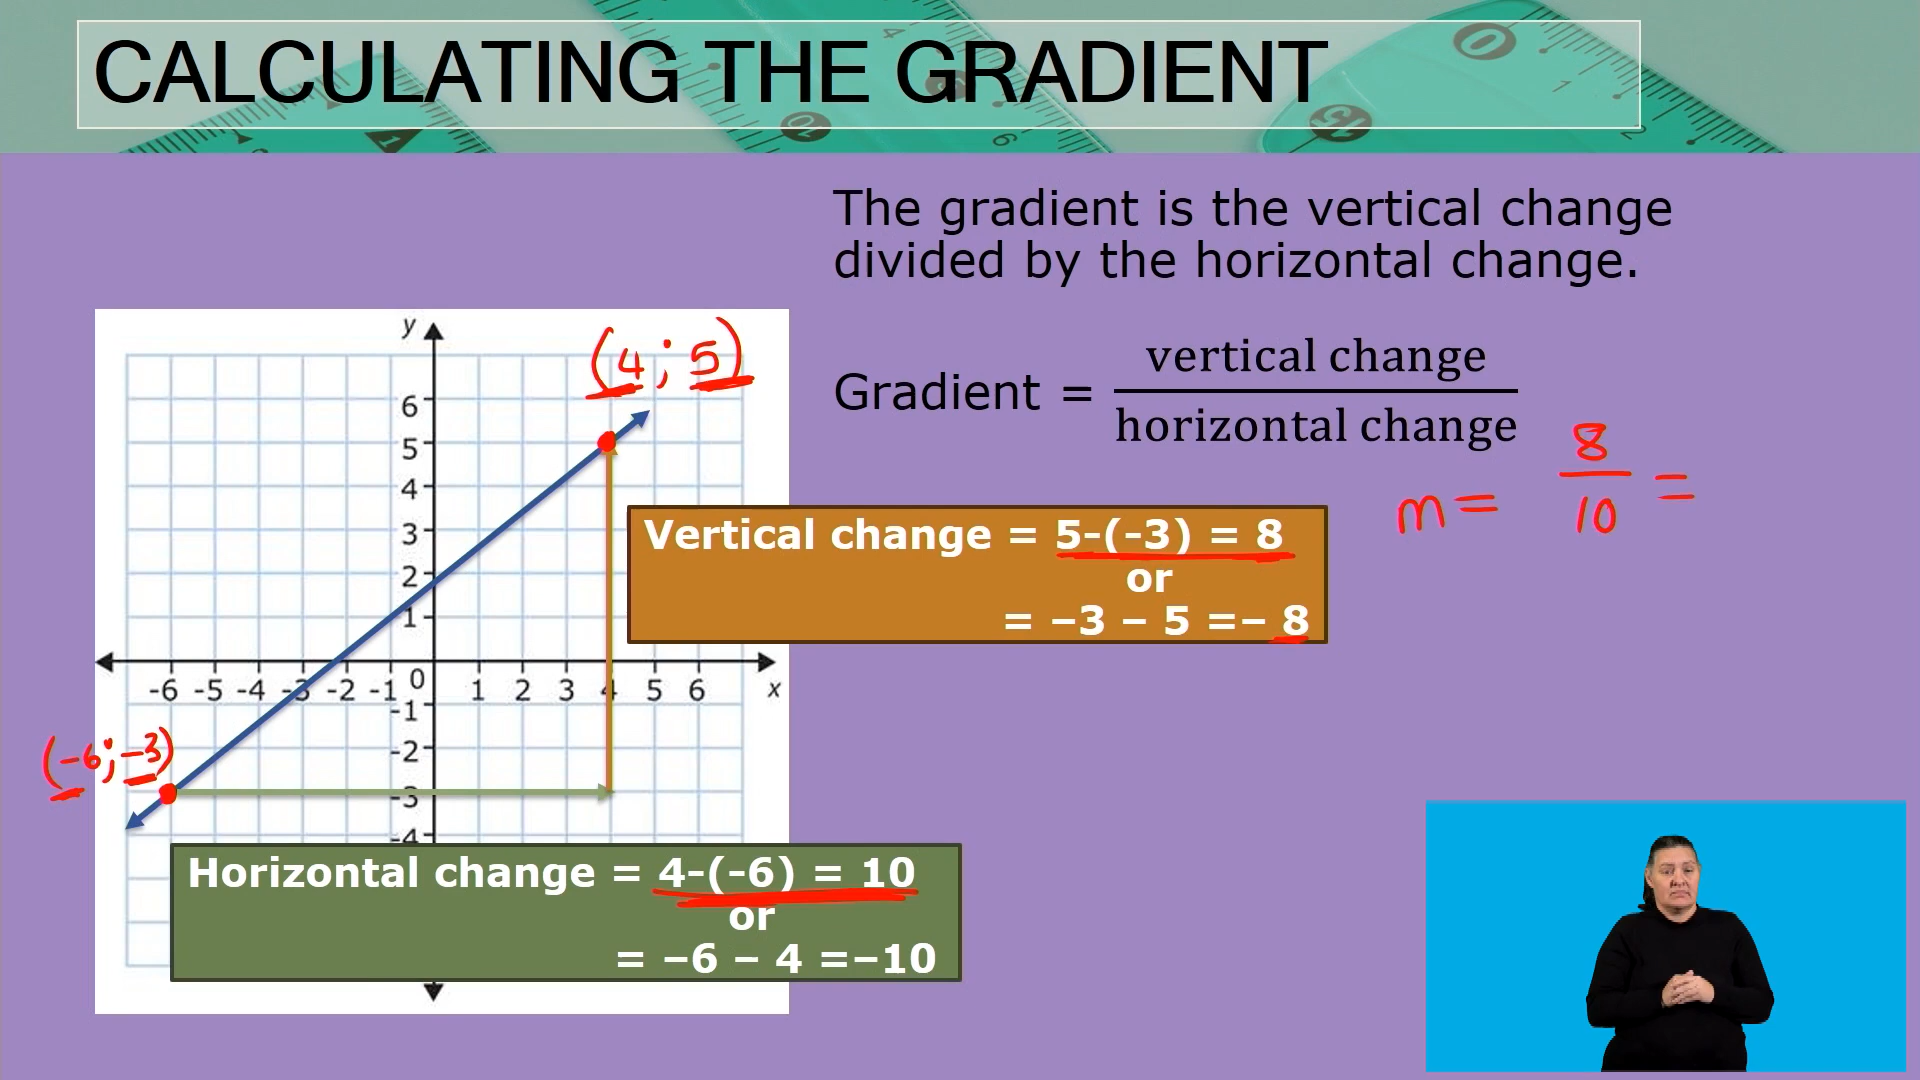 CALCULATING THE GRADIENT
The gradient is the vertical change
divided by the horizontal change.
Gradient = vertical change
horizontal change
m = 8
10 =
y
(4 ; 5)
6
5
4
3
2
1
-6 -5 -4 -3 -2 -1 0 1 2 3 4 5 6 x
-1
-2
-3
-4
(-6 ; -3)
Vertical change = 5-(-3) = 8
or
= –3 – 5 =– 8
Horizontal change = 4-(-6) = 10
or
= –6 – 4 =–10